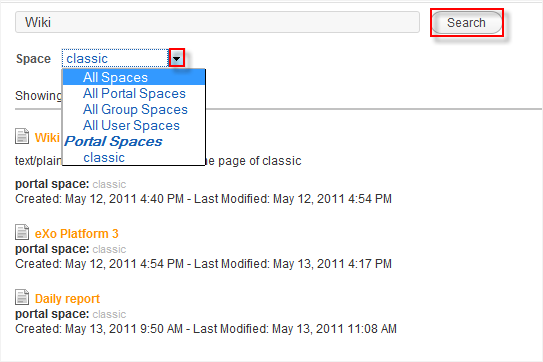 Wiki Search
Space classic
All Spaces
All Portal Spaces
All Group Spaces
All User Spaces
Portal Spaces
classic
Showing
Wiki
text/plain e page of classic
portal space: classic
Created: May 12, 2011 4:40 PM - Last Modified: May 12, 2011 4:54 PM
eXo Platform 3
portal space: classic
Created: May 12, 2011 4:54 PM - Last Modified: May 13, 2011 4:17 PM
Daily report
portal space: classic
Created: May 13, 2011 9:50 AM - Last Modified: May 13, 2011 11:08 AM